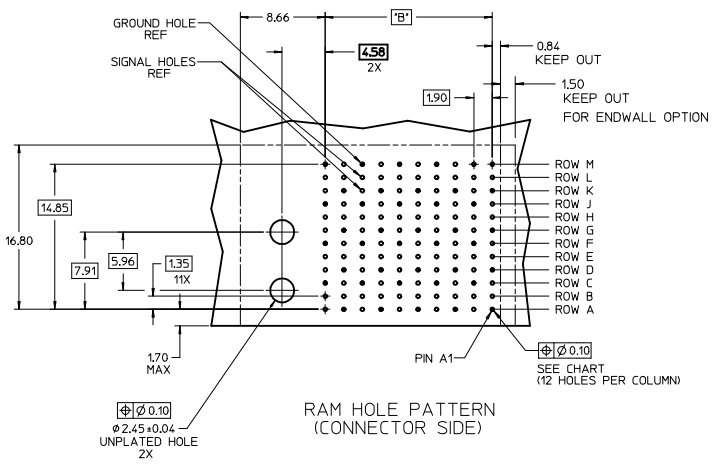 GROUND HOLE
REF
8.66
"B"
4.58
2X
0.84
KEEP OUT
SIGNAL HOLES
REF
1.90
1.50
KEEP OUT
FOR ENDWALL OPTION
ROW M
ROW L
ROW K
ROW J
ROW H
ROW G
ROW F
ROW E
ROW D
ROW C
ROW B
ROW A
14.85
16.80
7.91
5.96
1.35
11X
1.70
MAX
PIN A1
⌖ Ø 0.10
SEE CHART
(12 HOLES PER COLUMN)
⌖ Ø 0.10
Ø 2.45±0.04
UNPLATED HOLE
2X
RAM HOLE PATTERN
(CONNECTOR SIDE)